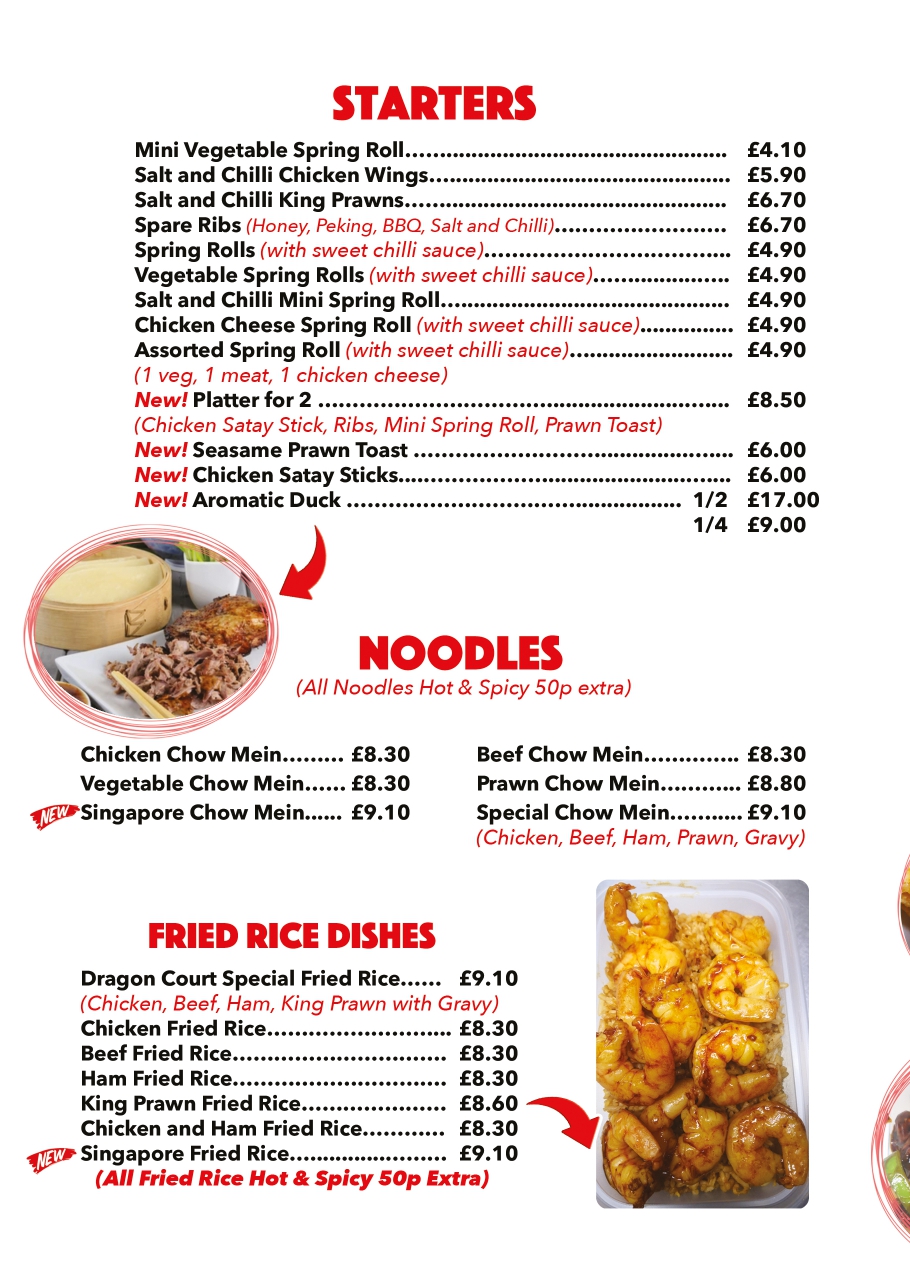 STARTERS
Mini Vegetable Spring Roll................................................ £4.10
Salt and Chilli Chicken Wings............................................. £5.90
Salt and Chilli King Prawns................................................ £6.70
Spare Ribs (Honey, Peking, BBQ, Salt and Chilli)......................... £6.70
Spring Rolls (with sweet chilli sauce)..................................... £4.90
Vegetable Spring Rolls (with sweet chilli sauce).................... £4.90
Salt and Chilli Mini Spring Roll........................................... £4.90
Chicken Cheese Spring Roll (with sweet chilli sauce).............. £4.90
Assorted Spring Roll (with sweet chilli sauce)........................ £4.90
(1 veg, 1 meat, 1 chicken cheese)
New! Platter for 2 ............................................................. £8.50
(Chicken Satay Stick, Ribs, Mini Spring Roll, Prawn Toast)
New! Seasame Prawn Toast ................................................ £6.00
New! Chicken Satay Sticks................................................. £6.00
New! Aromatic Duck .................................................. 1/2 £17.00
1/4 £9.00
NOODLES
(All Noodles Hot & Spicy 50p extra)
Chicken Chow Mein......... £8.30
Vegetable Chow Mein...... £8.30
NEW Singapore Chow Mein...... £9.10
Beef Chow Mein.............. £8.30
Prawn Chow Mein............ £8.80
Special Chow Mein........... £9.10
(Chicken, Beef, Ham, Prawn, Gravy)
FRIED RICE DISHES
Dragon Court Special Fried Rice...... £9.10
(Chicken, Beef, Ham, King Prawn with Gravy)
Chicken Fried Rice........................... £8.30
Beef Fried Rice................................ £8.30
Ham Fried Rice................................ £8.30
King Prawn Fried Rice...................... £8.60
Chicken and Ham Fried Rice............ £8.30
NEW Singapore Fried Rice........................ £9.10
(All Fried Rice Hot & Spicy 50p Extra)